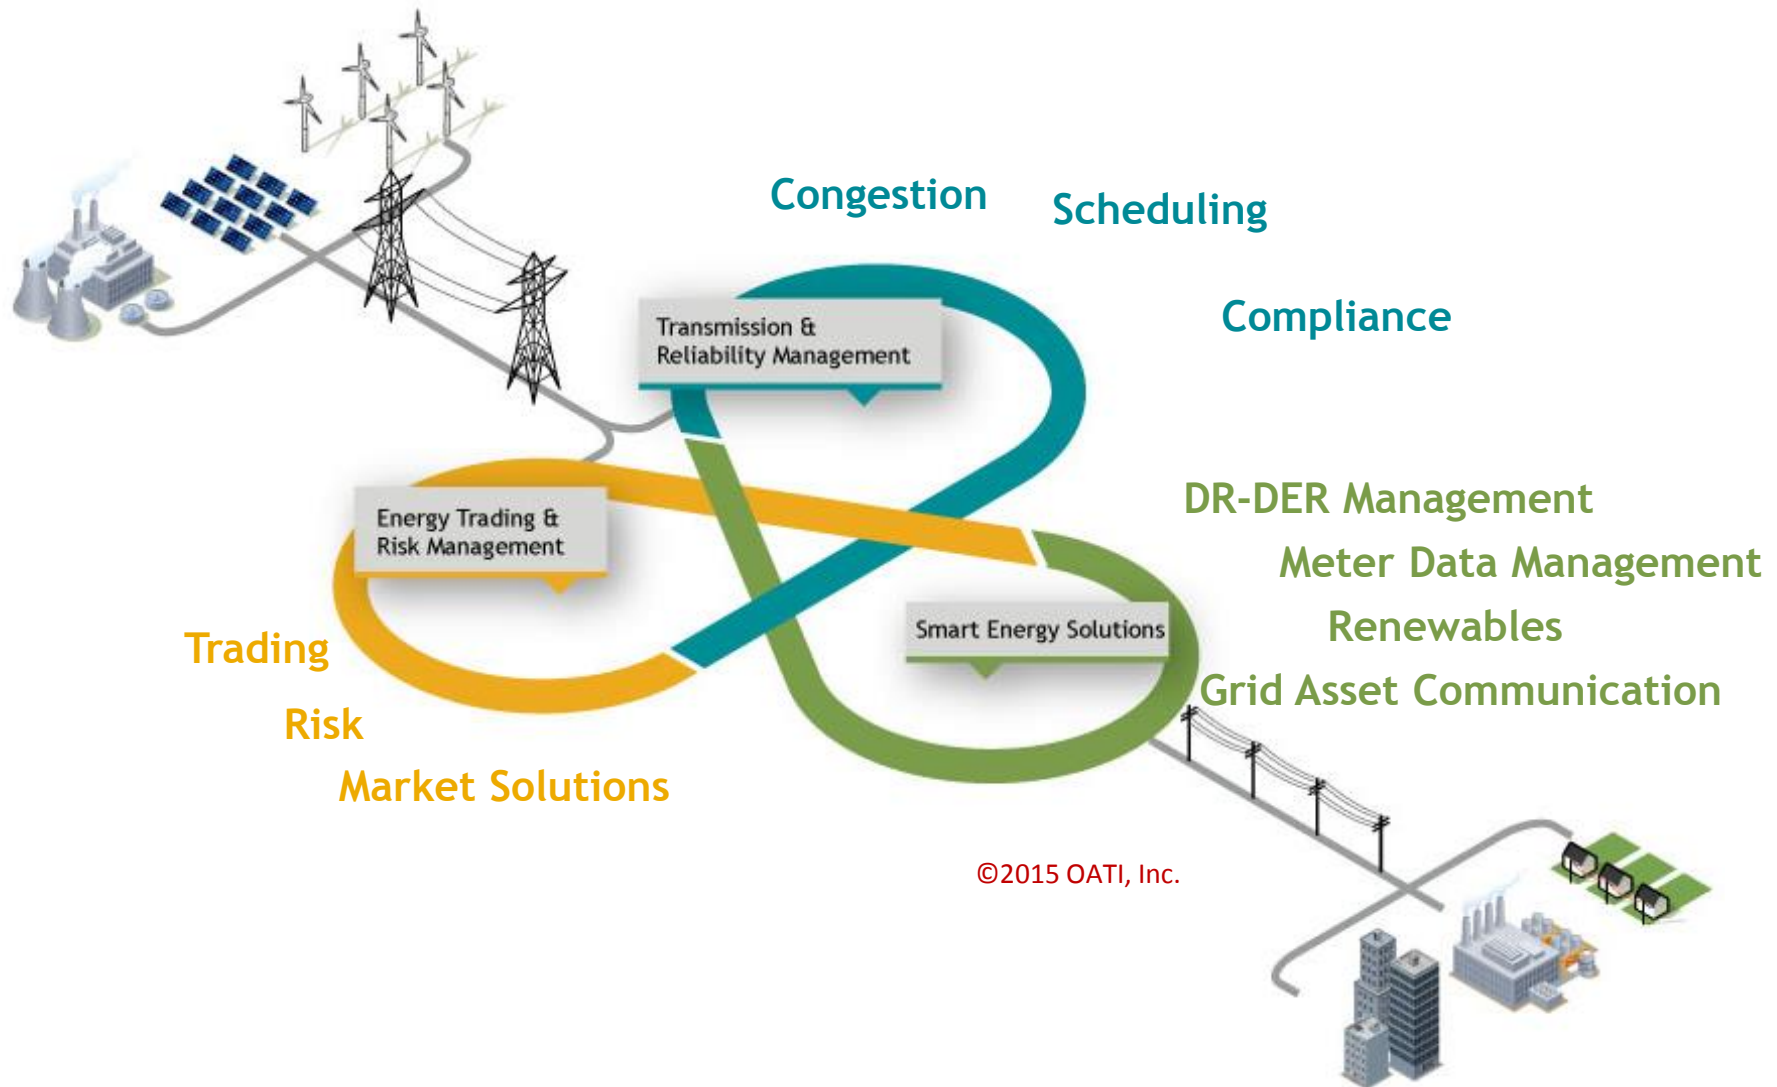 Congestion
Scheduling
Compliance
Transmission &
Reliability Management
Energy Trading &
Risk Management
Smart Energy Solutions
DR-DER Management
Meter Data Management
Renewables
Grid Asset Communication
Trading
Risk
Market Solutions
©2015 OATI, Inc.